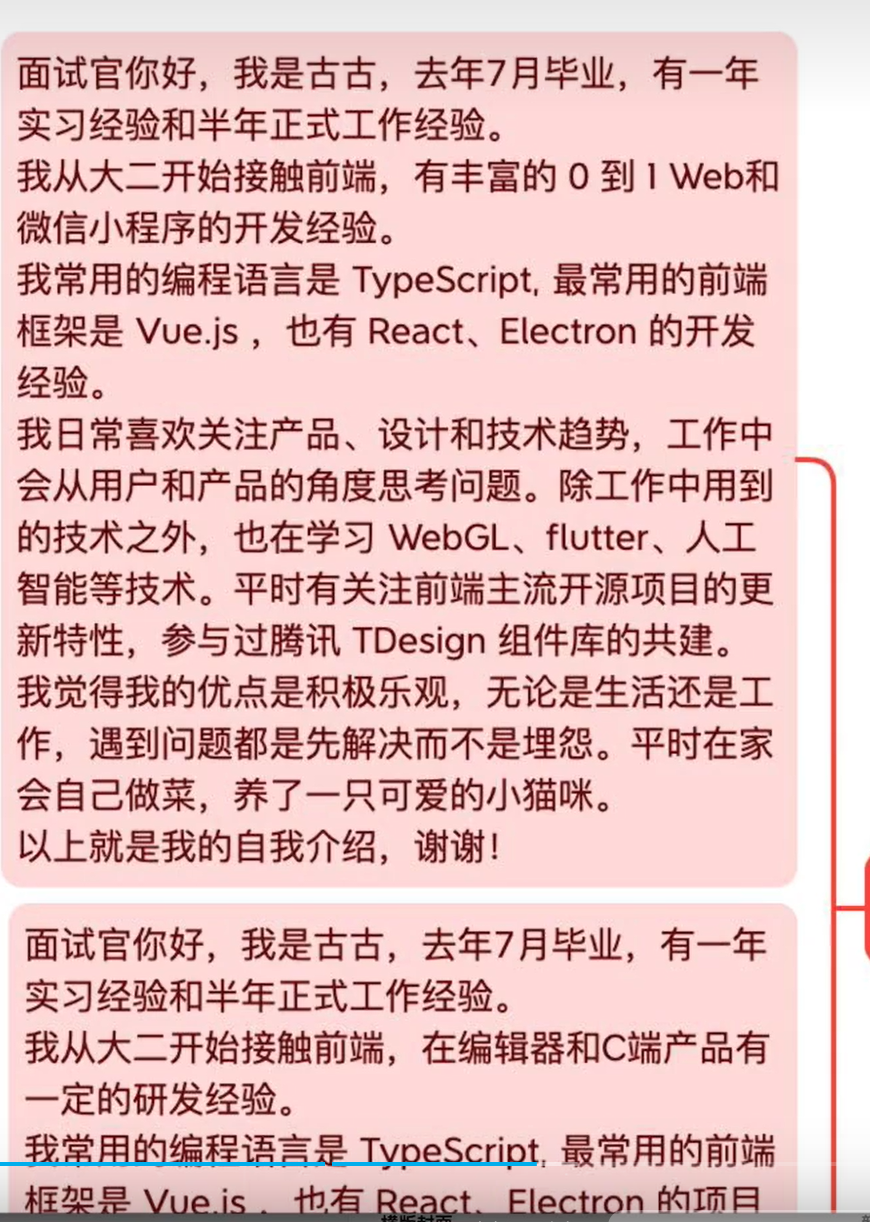 面试官你好，我是古古，去年7月毕业，有一年
实习经验和半年正式工作经验。
我从大二开始接触前端，有丰富的 0 到 1 Web和
微信小程序的开发经验。
我常用的编程语言是 TypeScript, 最常用的前端
框架是 Vue.js ，也有 React、Electron 的开发
经验。
我日常喜欢关注产品、设计和技术趋势，工作中
会从用户和产品的角度思考问题。除工作中用到
的技术之外，也在学习 WebGL、flutter、人工
智能等技术。平时有关注前端主流开源项目的更
新特性，参与过腾讯 TDesign 组件库的共建。
我觉得我的优点是积极乐观，无论是生活还是工
作，遇到问题都是先解决而不是埋怨。平时在家
会自己做菜，养了一只可爱的小猫咪。
以上就是我的自我介绍，谢谢！
面试官你好，我是古古，去年7月毕业，有一年
实习经验和半年正式工作经验。
我从大二开始接触前端，在编辑器和C端产品有
一定的研发经验。
我常用的编程语言是 TypeScript, 最常用的前端
框架是 Vue.js ，也有 React、Electron 的项目